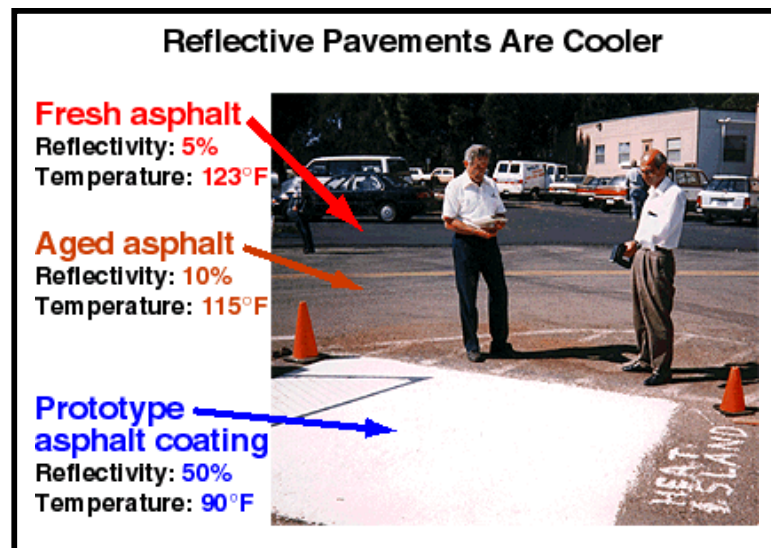 Reflective Pavements Are Cooler
Fresh asphalt
Reflectivity: 5%
Temperature: 123°F
Aged asphalt
Reflectivity: 10%
Temperature: 115°F
Prototype
asphalt coating
Reflectivity: 50%
Temperature: 90°F
HEAT
ISLAND